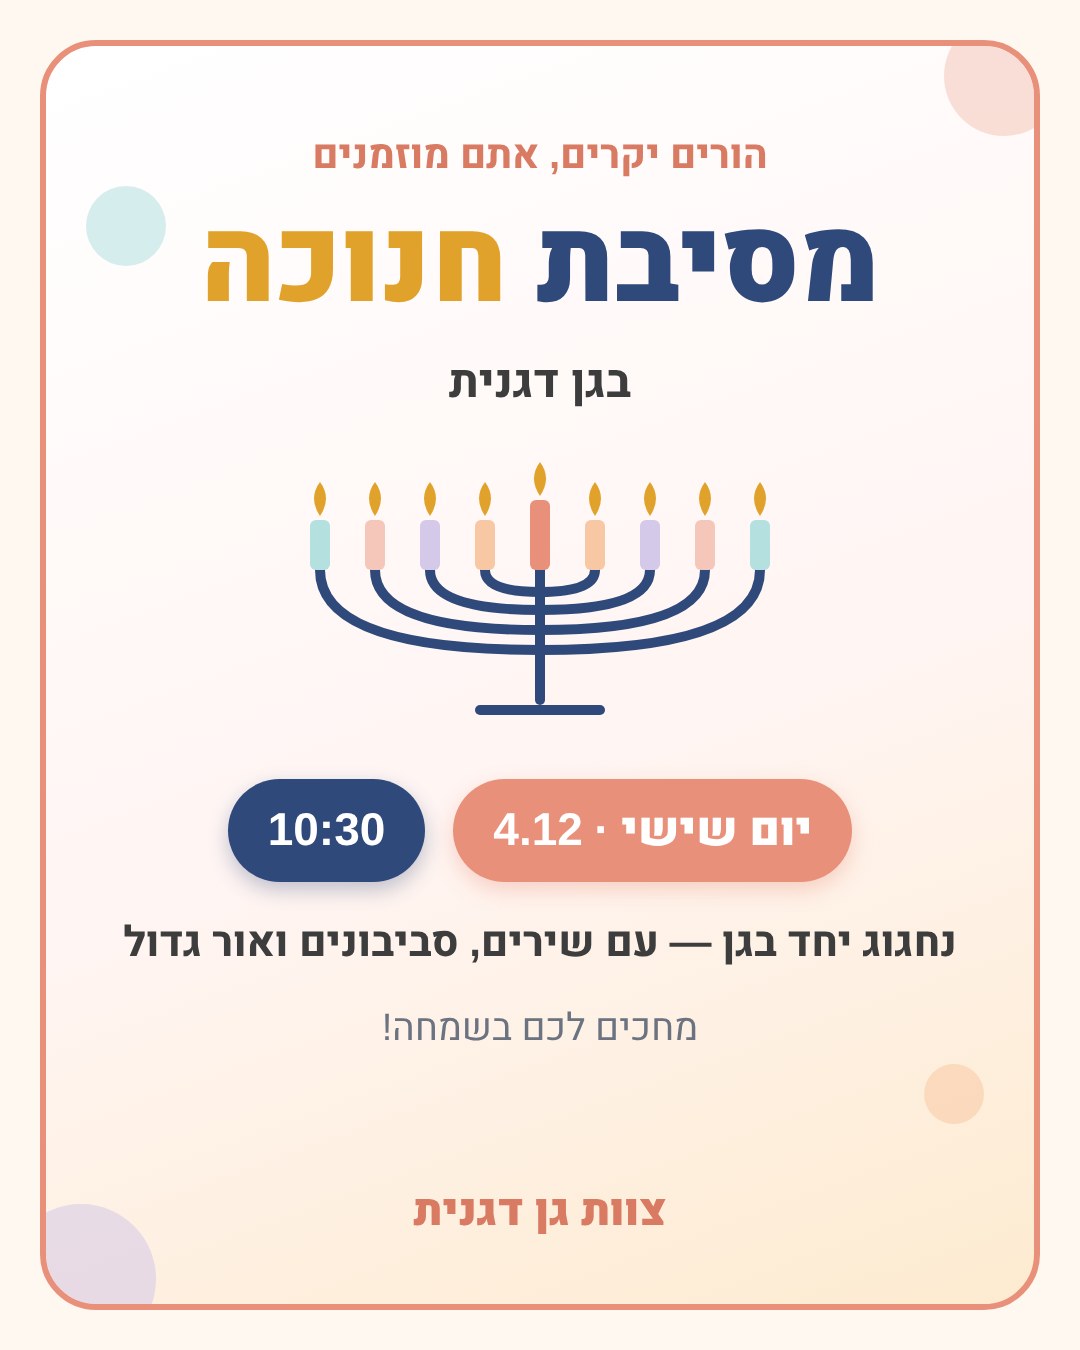 הורים יקרים, אתם מוזמנים
מסיבת חנוכה
בגן דגנית
יום שישי · 4.12
10:30
נחגוג יחד בגן — עם שירים, סביבונים ואור גדול
מחכים לכם בשמחה!
צוות גן דגנית